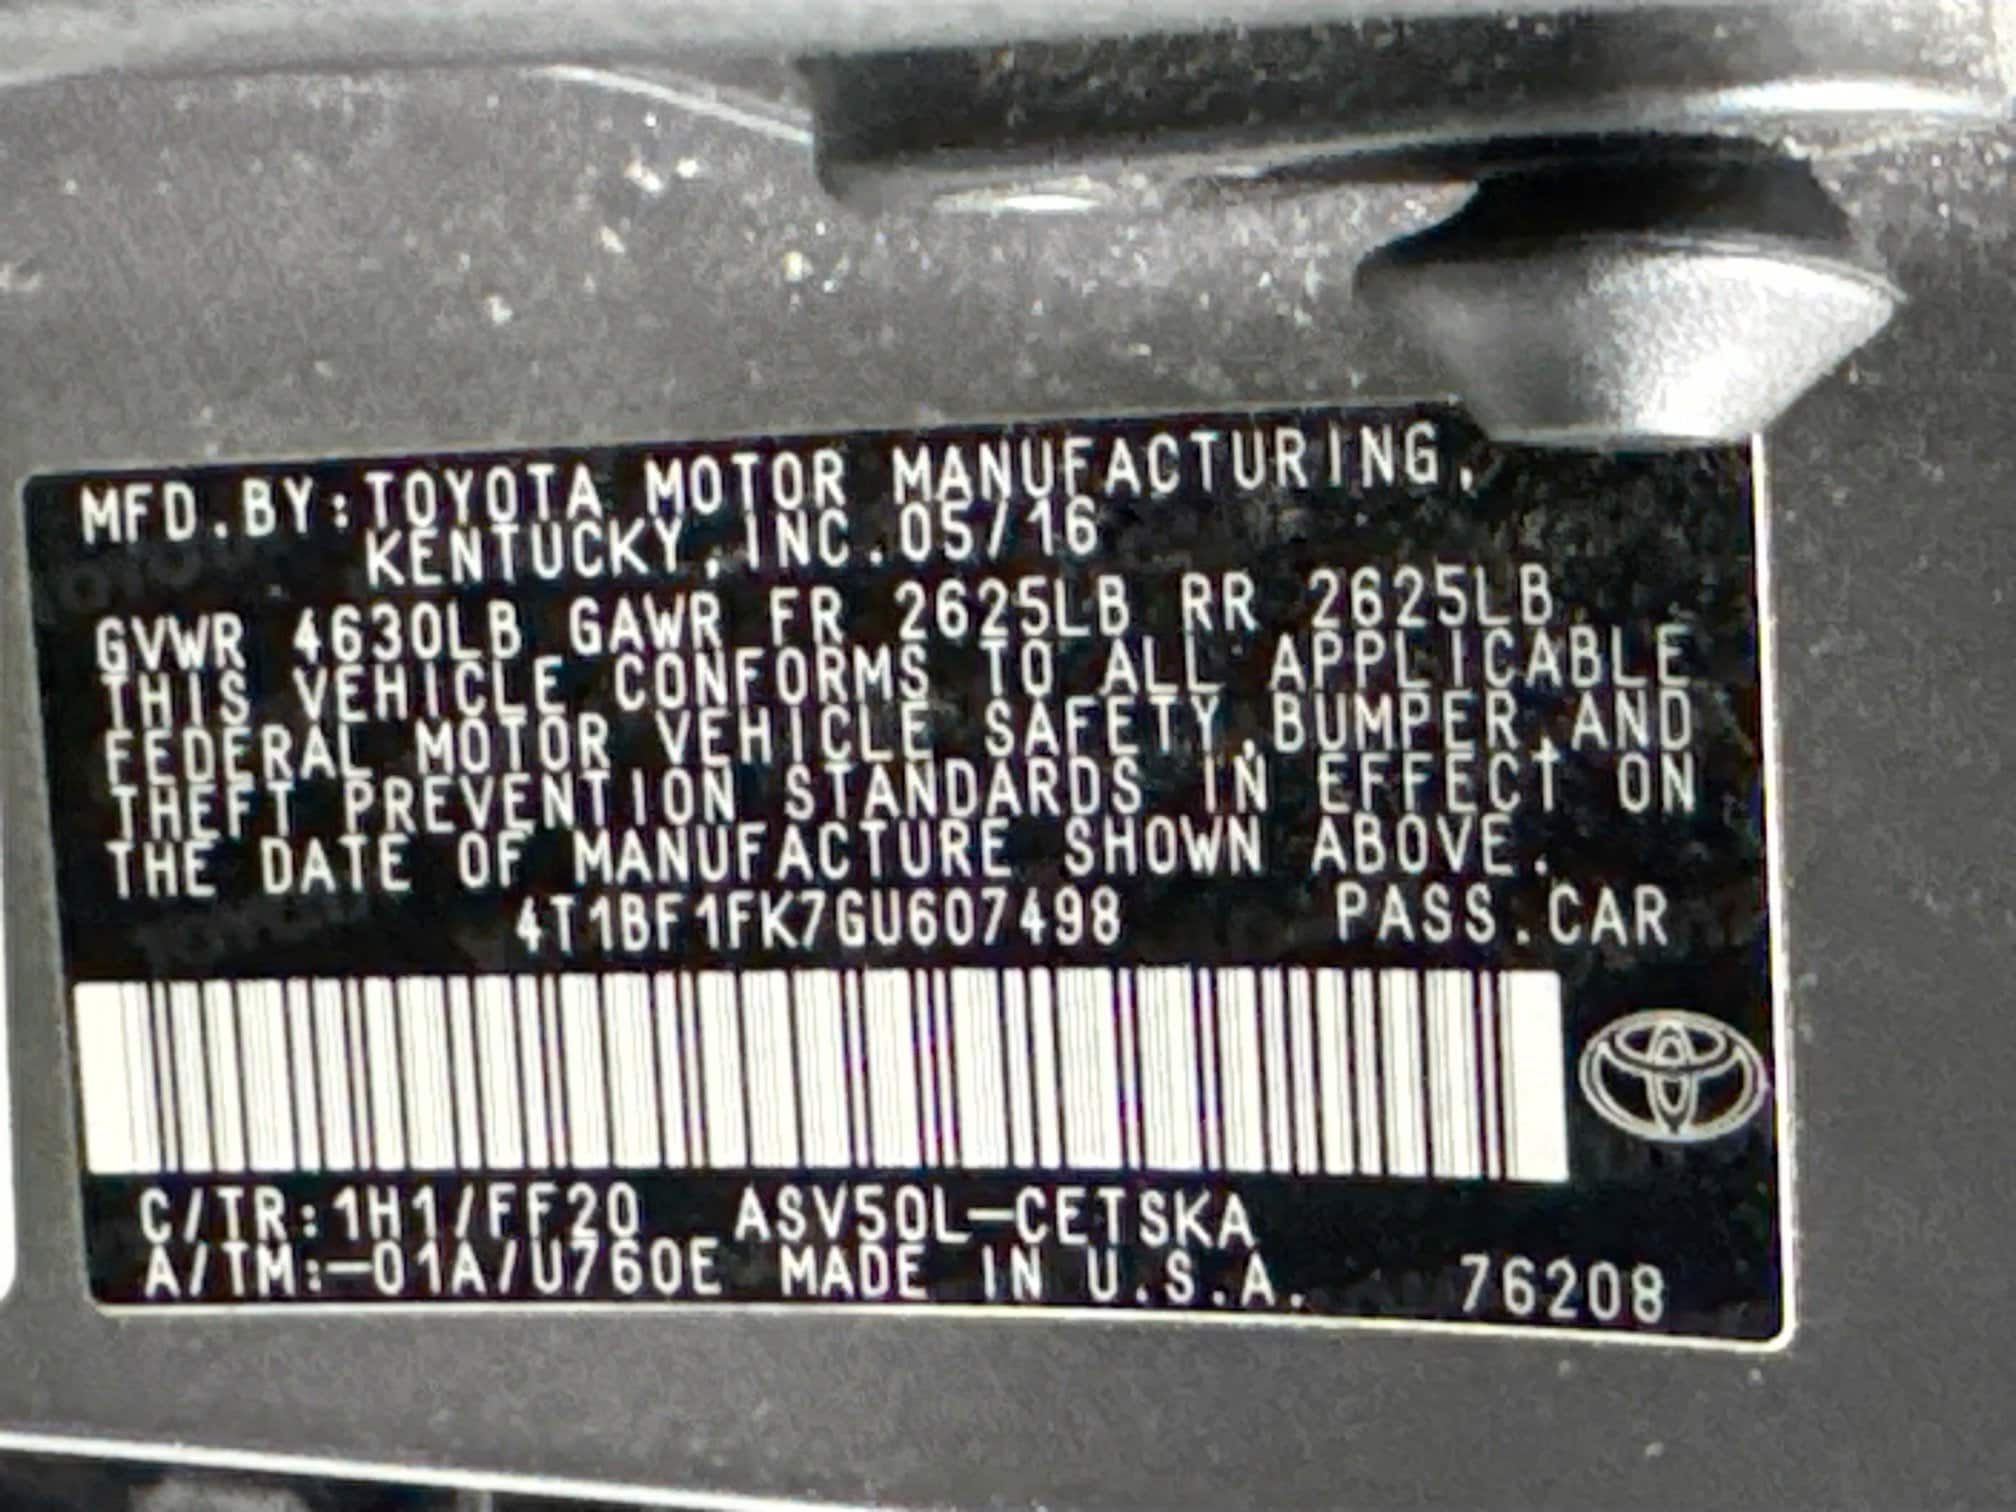 MFD.BY:TOYOTA MOTOR MANUFACTURING,
KENTUCKY,INC.05/16
GVWR 4630LB GAWR FR 2625LB RR 2625LB
THIS VEHICLE CONFORMS TO ALL APPLICABLE
FEDERAL MOTOR VEHICLE SAFETY,BUMPER,AND
THEFT PREVENTION STANDARDS IN EFFECT ON
THE DATE OF MANUFACTURE SHOWN ABOVE.
4T1BF1FK7GU607498 PASS.CAR
C/TR:1H1/FF20 ASV50L-CETSKA
A/TM:-01A/U760E MADE IN U.S.A. 76208